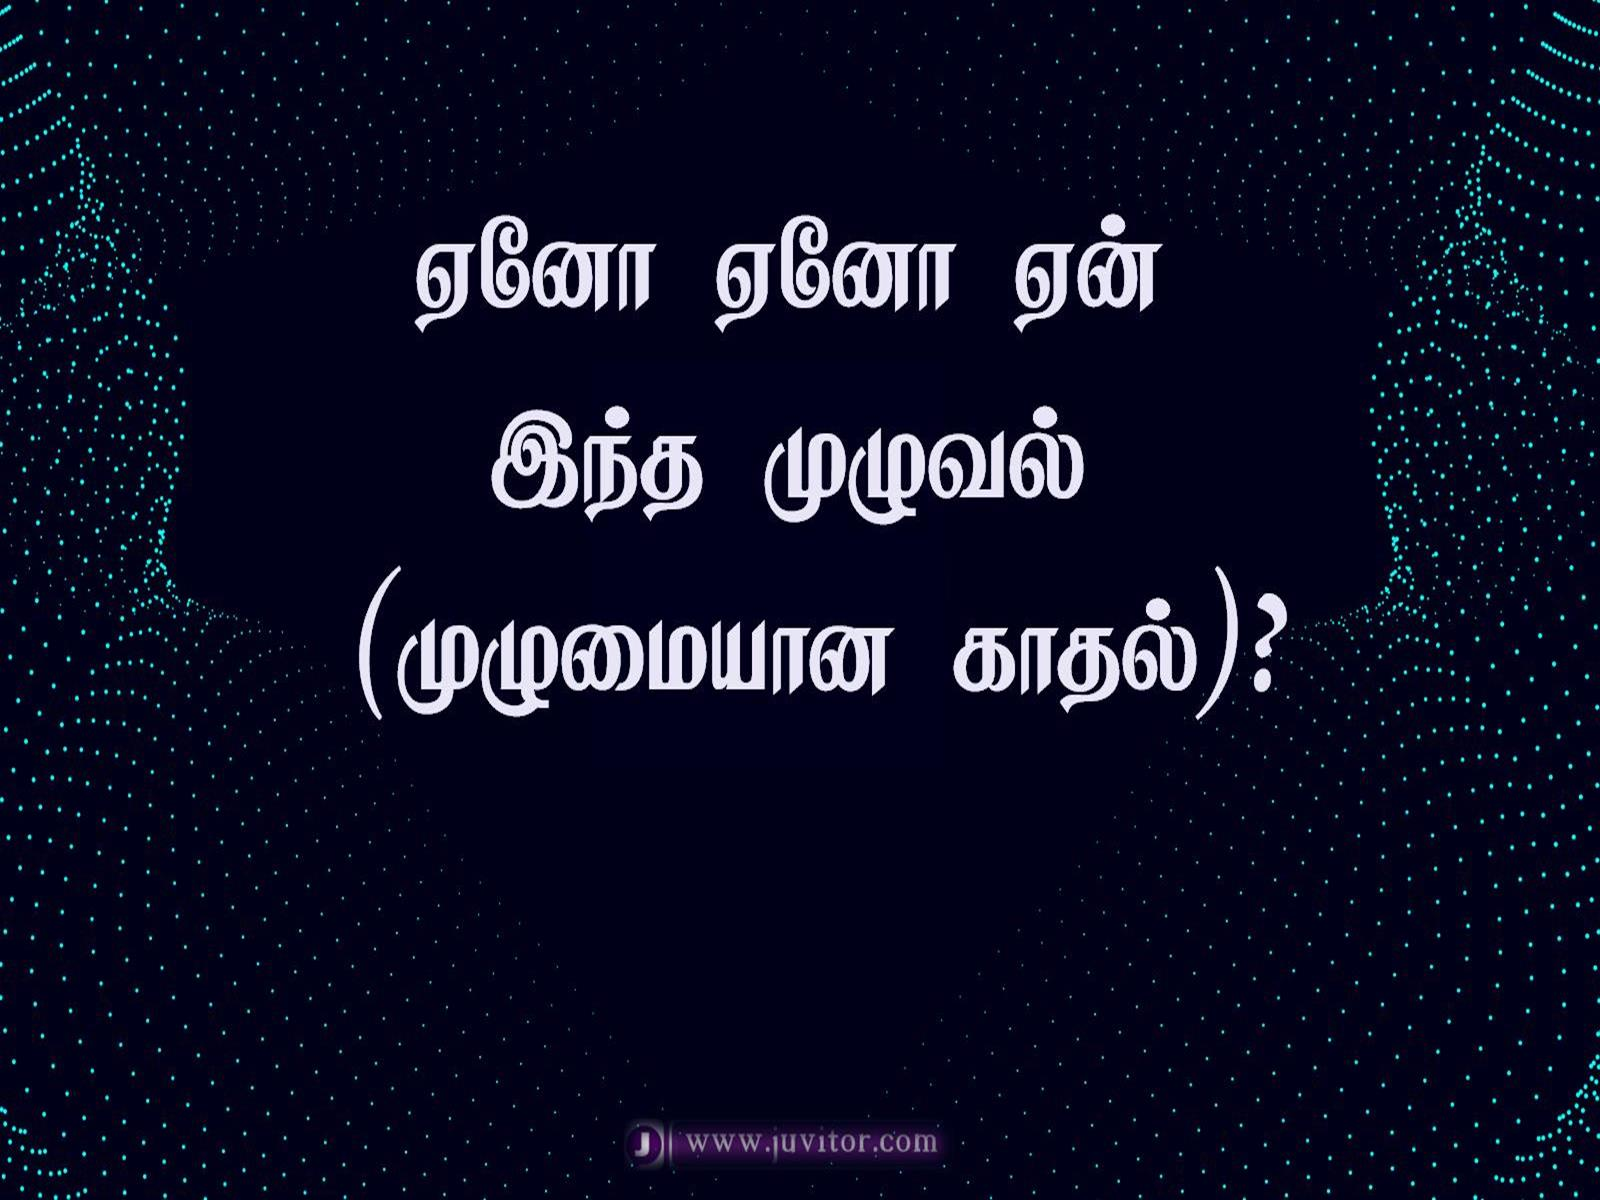 ஏனோ ஏனோ ஏன்
இந்த முழுவல்
(முழுமையான காதல்)?
J www.juvitor.com